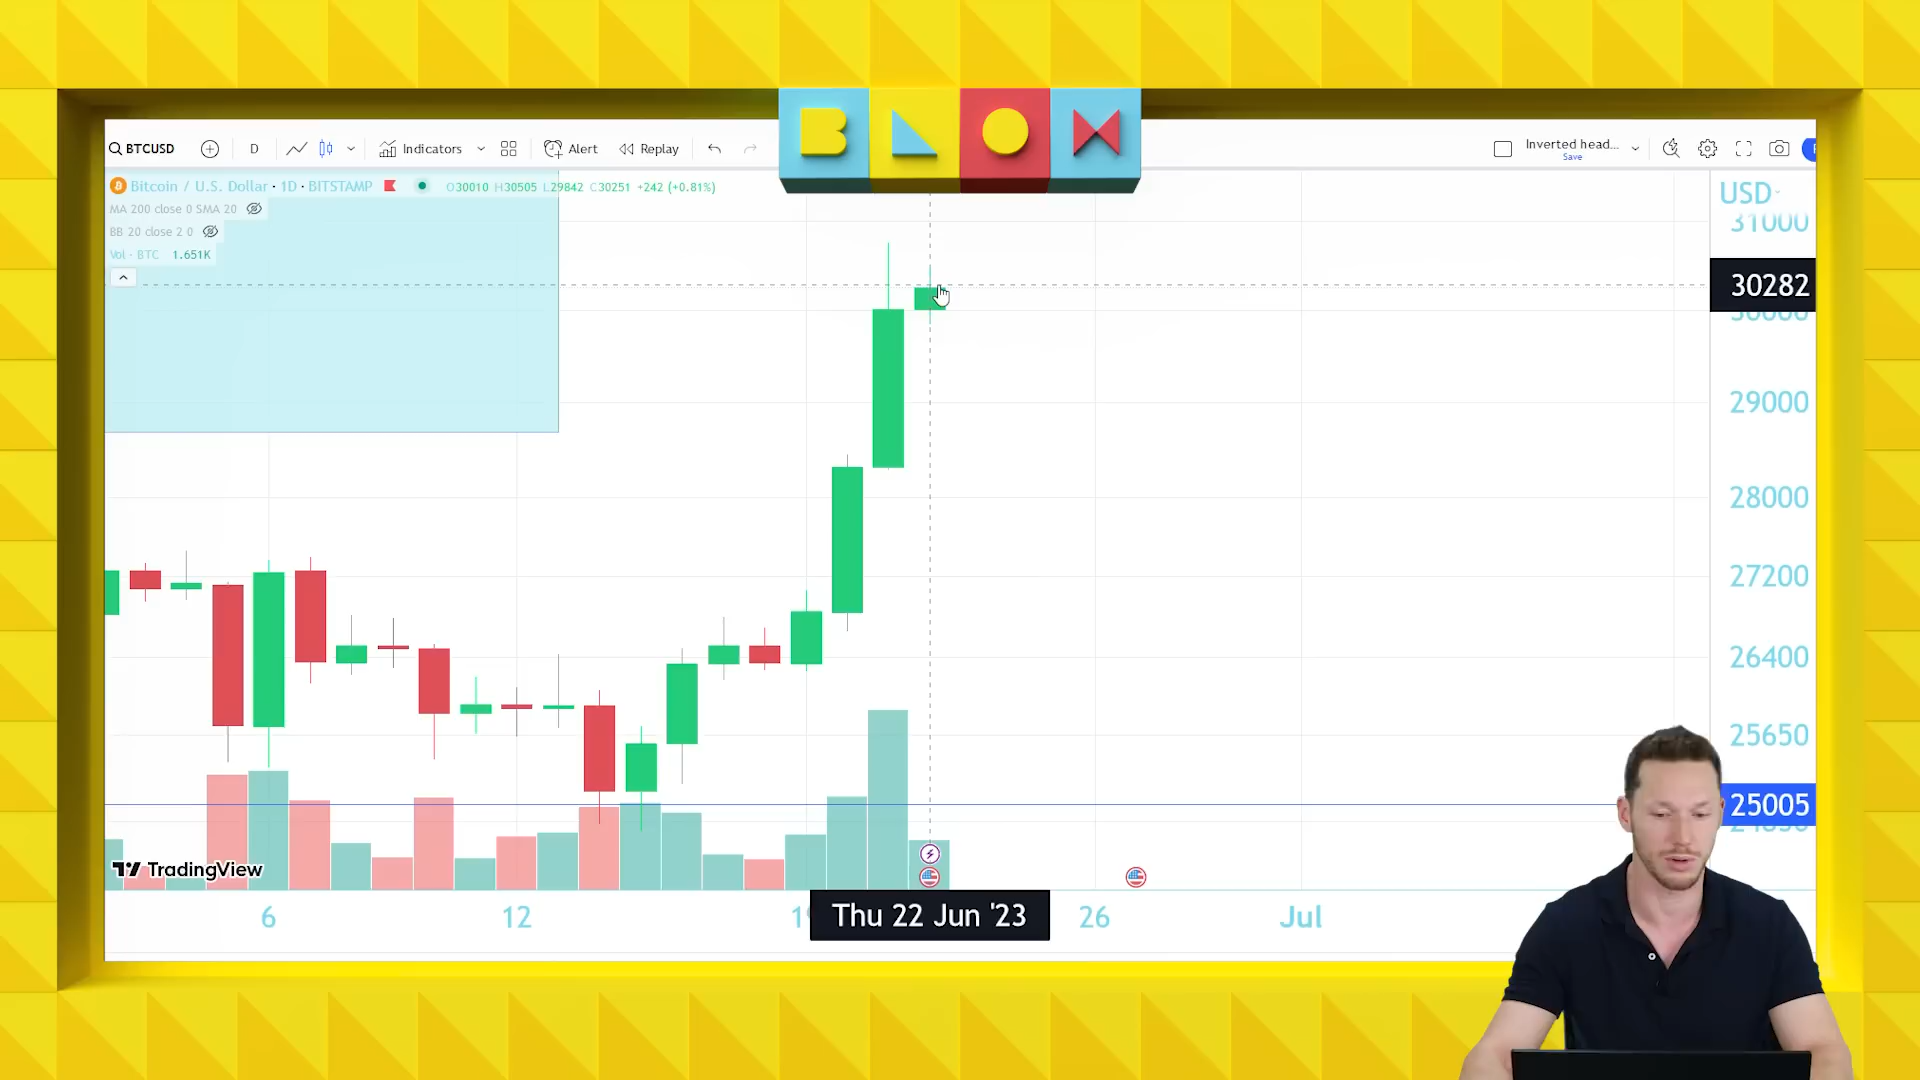 BLOX
BTCUSD
D
Indicators
Alert
Replay
Inverted head...
Save
Bitcoin / U.S. Dollar · 1D · BITSTAMP
O30010 H30505 L29842 C30251 +242 (+0.81%)
MA 200 close 0 SMA 20
BB 20 close 2 0
Vol · BTC 1.651K
USD
31000
30282
30000
29000
28000
27200
26400
25650
25005
TradingView
6
12
Thu 22 Jun '23
26
Jul